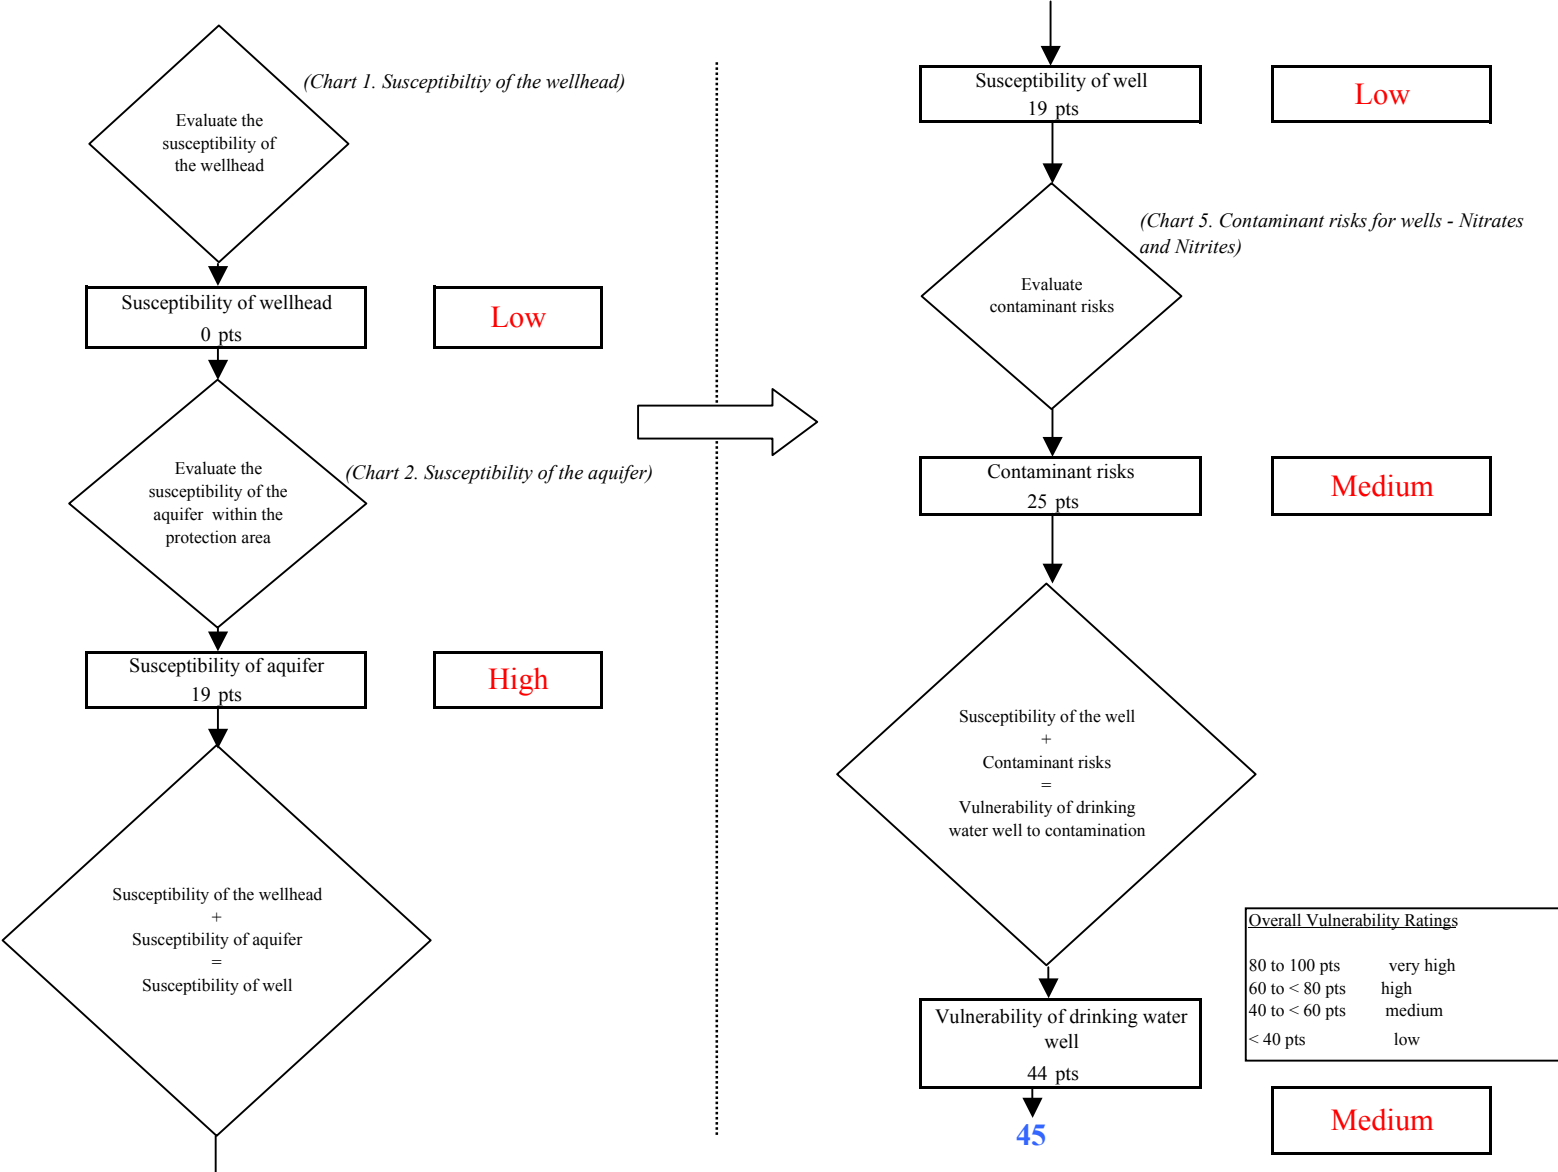 (Chart 1. Susceptibiltiy of the wellhead)
Evaluate the
susceptibility of
the wellhead
Susceptibility of wellhead
0 pts
Low
Evaluate the
susceptibility of the
aquifer within the
protection area
(Chart 2. Susceptibility of the aquifer)
Susceptibility of aquifer
19 pts
High
Susceptibility of the wellhead
+
Susceptibility of aquifer
=
Susceptibility of well
Susceptibility of well
19 pts
Low
(Chart 5. Contaminant risks for wells - Nitrates
and Nitrites)
Evaluate
contaminant risks
Contaminant risks
25 pts
Medium
Susceptibility of the well
+
Contaminant risks
=
Vulnerability of drinking
water well to contamination
Overall Vulnerability Ratings
80 to 100 pts very high
60 to < 80 pts high
40 to < 60 pts medium
< 40 pts low
Vulnerability of drinking water
well
44 pts
45
Medium